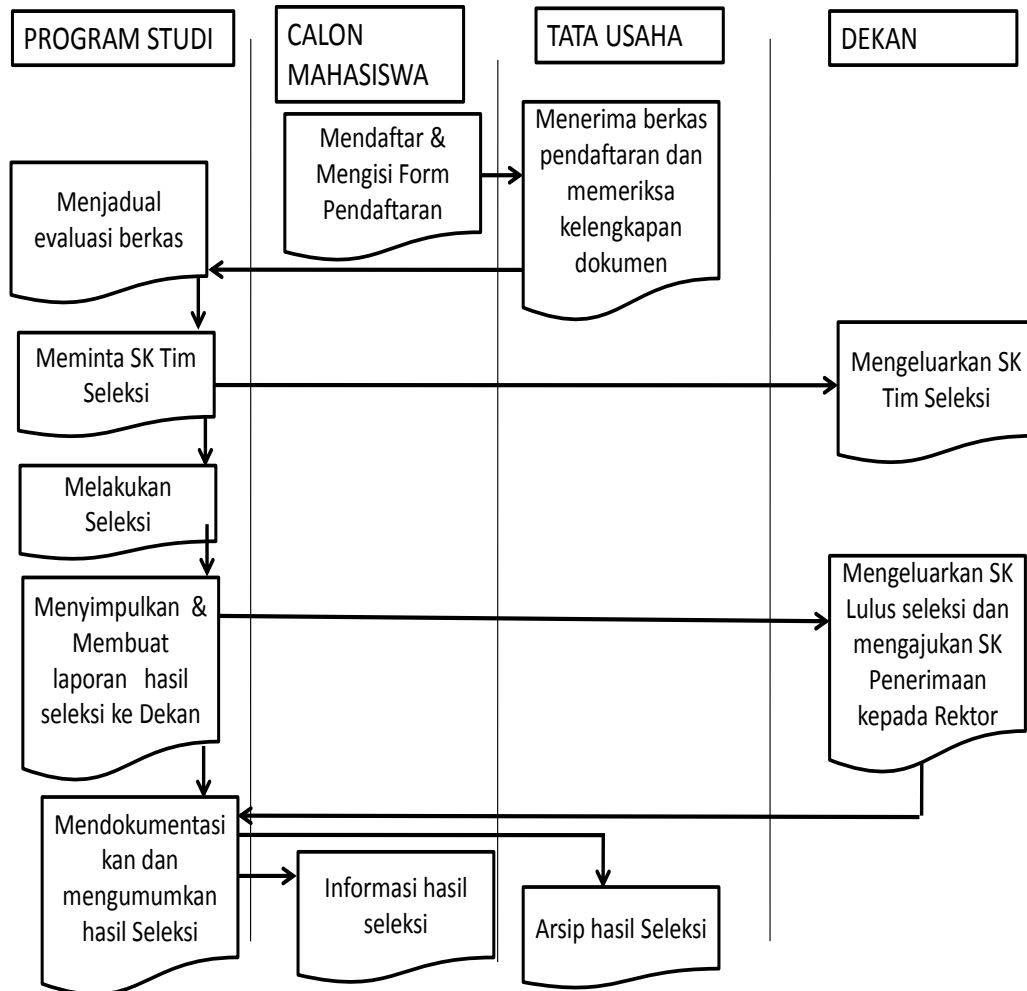 PROGRAM STUDI
CALON
MAHASISWA
TATA USAHA
DEKAN
Mendaftar &
Mengisi Form
Pendaftaran
Menerima berkas
pendaftaran dan
memeriksa
kelengkapan
dokumen
Menjadual
evaluasi berkas
Meminta SK Tim
Seleksi
Mengeluarkan SK
Tim Seleksi
Melakukan
Seleksi
Menyimpulkan &
Membuat
laporan hasil
seleksi ke Dekan
Mengeluarkan SK
Lulus seleksi dan
mengajukan SK
Penerimaan
kepada Rektor
Mendokumentasi
kan dan
mengumumkan
hasil Seleksi
Informasi hasil
seleksi
Arsip hasil Seleksi